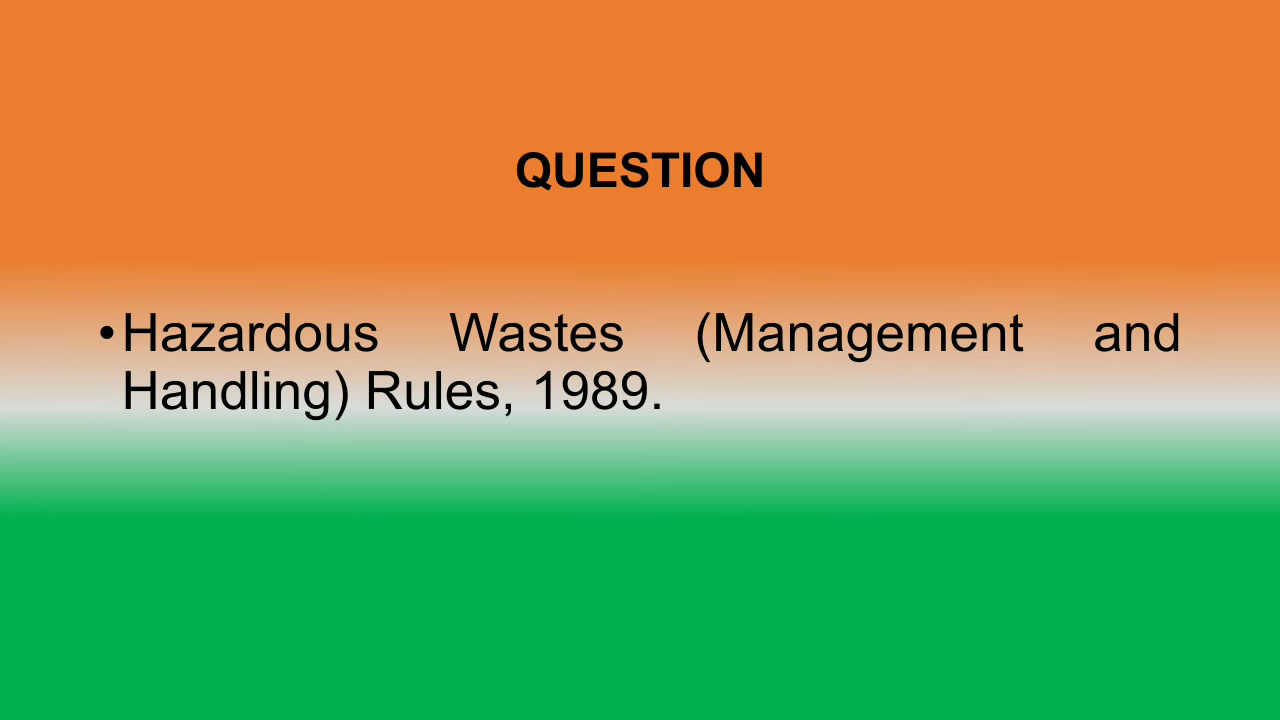 QUESTION
•Hazardous Wastes (Management and
Handling) Rules, 1989.